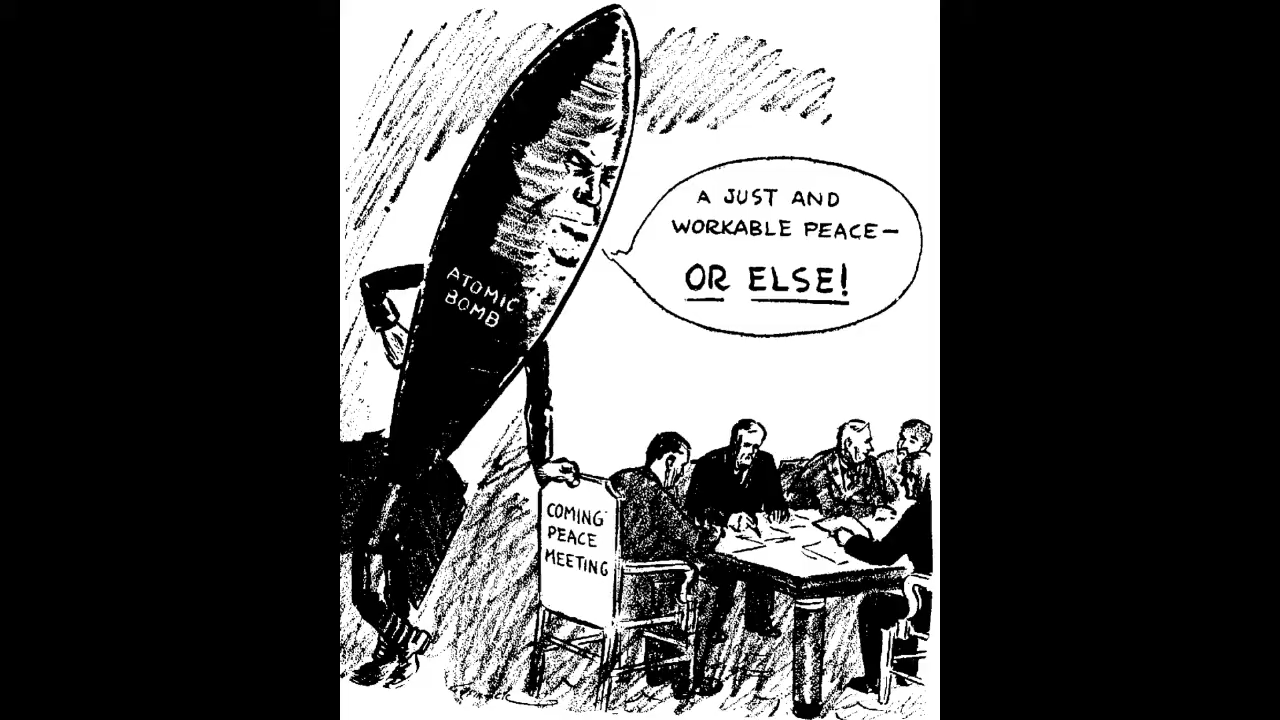 A JUST AND
WORKABLE PEACE—
OR ELSE!
ATOMIC
BOMB
COMING
PEACE
MEETING